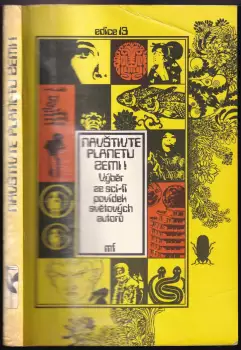 edice 13
NAVŠTIVTE PLANETU ZEMI!
NAVŠTIVTE
PLANETU
ZEMI!
Výběr
ze sci-fi
povídek
světových
autorů
mf